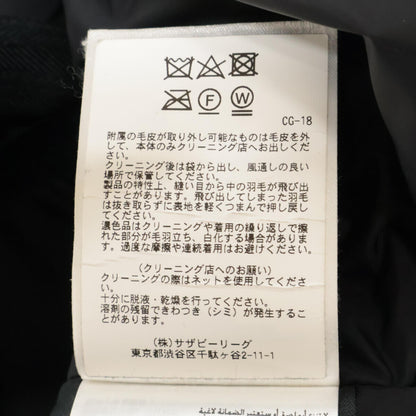 F
W
CG-18
附属の毛皮が取り外し可能なものは毛皮を外
して、本体のみクリーニング店へお出しくだ
さい。
クリーニング後は袋から出し、風通しの良い
場所で保管してください。
製品の特性上、縫い目から中の羽毛が飛び出
すことがあります。飛び出してしまった羽毛
は抜き取らずに表地を軽くつまんで押し戻し
てください。
濃色品はクリーニングや着用の繰り返しで擦
れた部分が毛羽立ち、白化する場合がありま
す。過度な摩擦や連続着用はお避けください。
(クリーニング店へのお願い)
クリーニングの際はネットを使用してくださ
い。
十分に脱液・乾燥を行ってください。
溶剤の残留できわつき(シミ)が発生するこ
とがあります。
(株)サザビーリーグ
東京都渋谷区千駄ヶ谷2-11-1